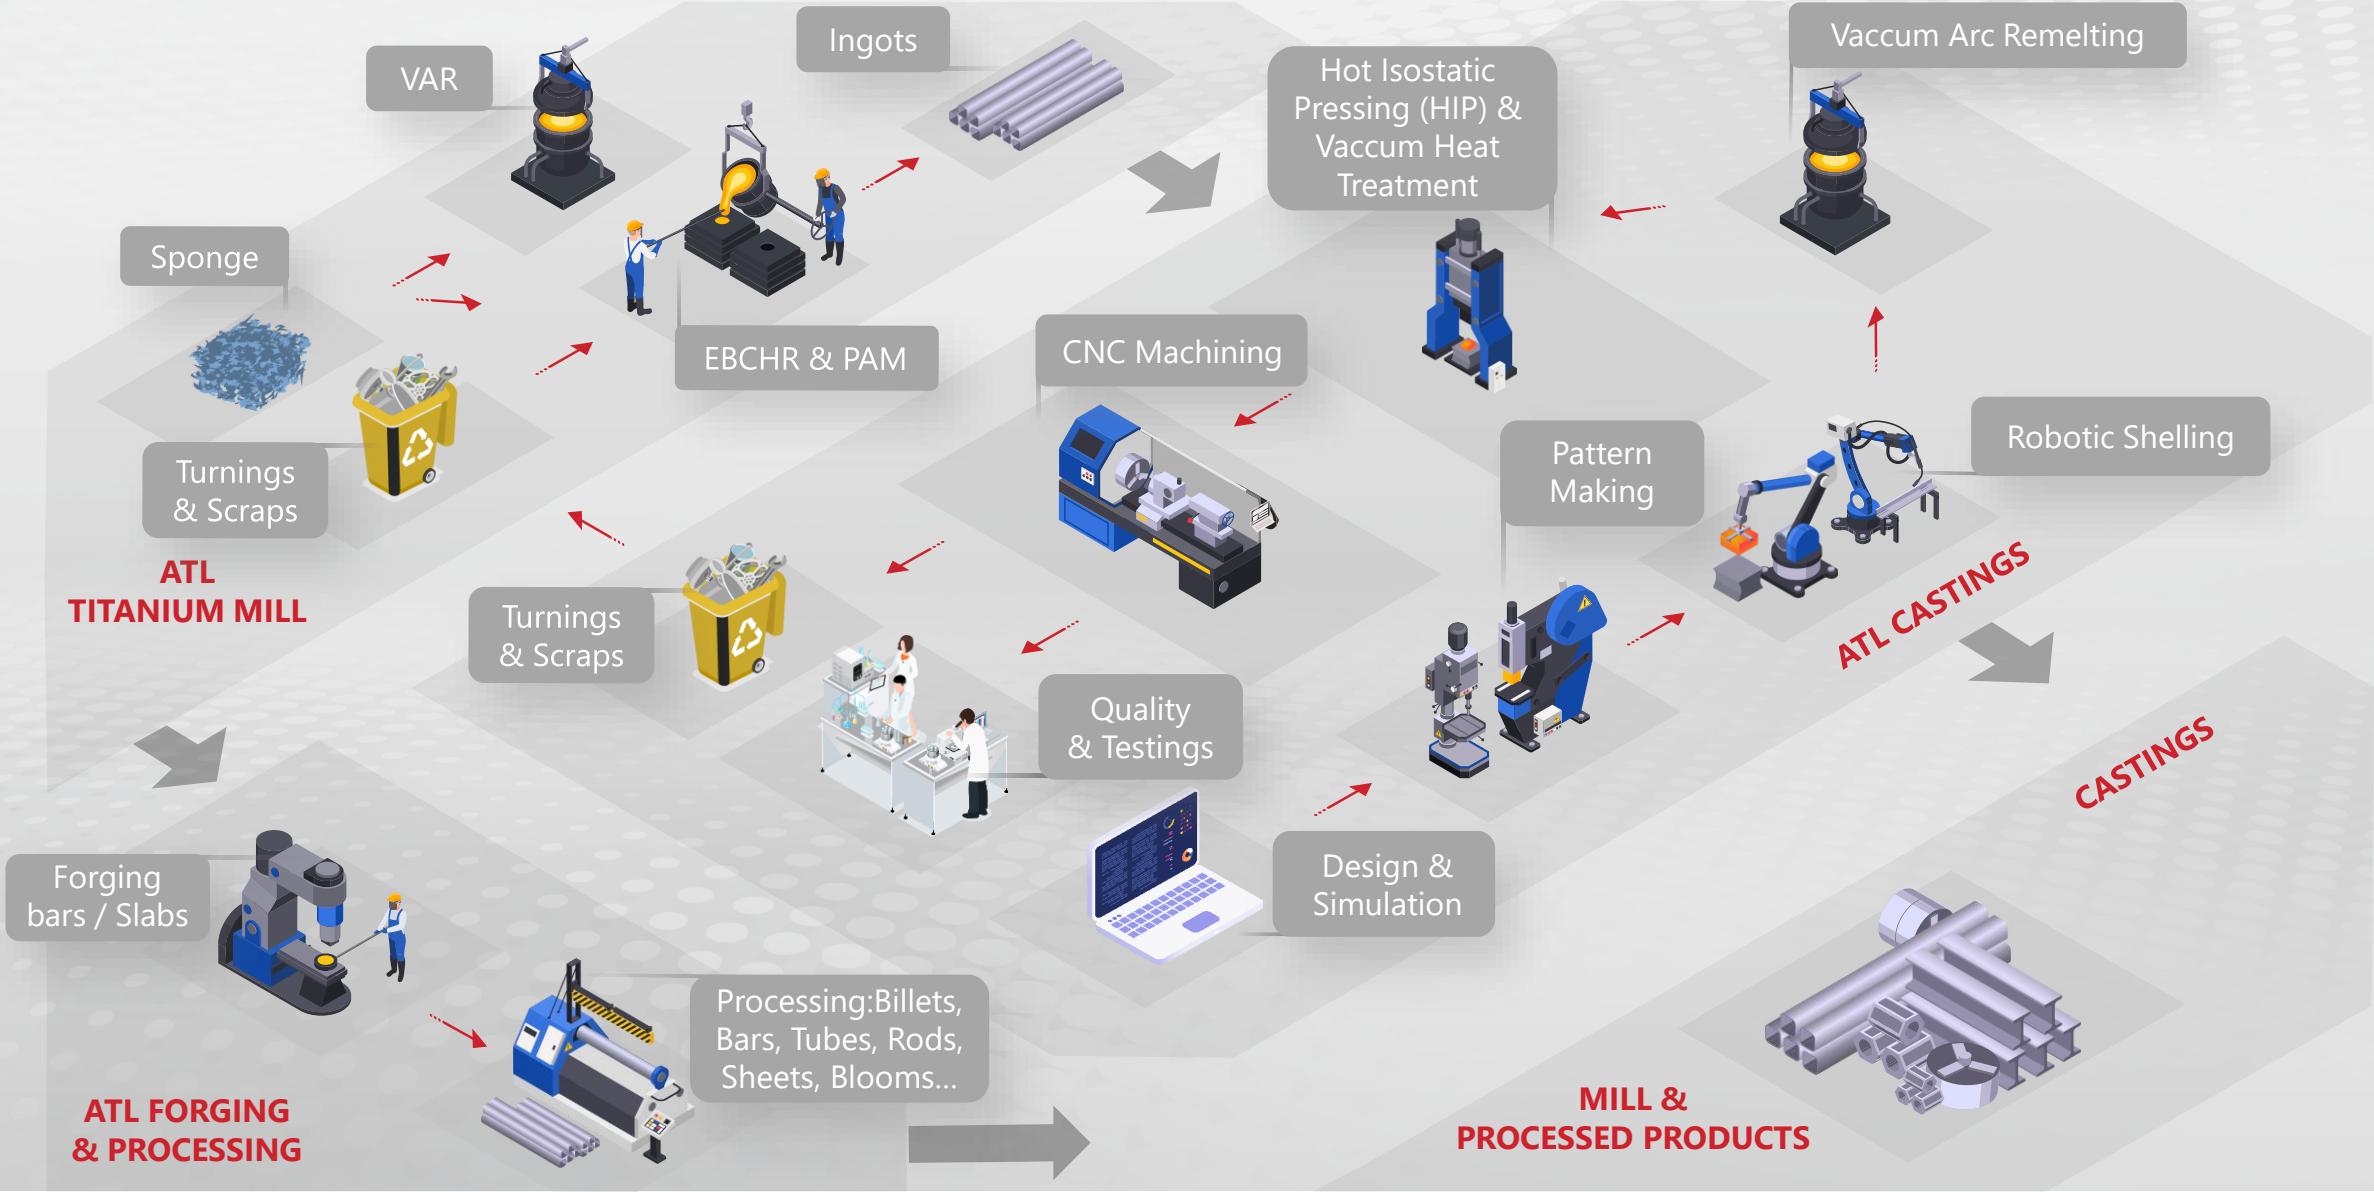 VAR
Ingots
Hot Isostatic
Pressing (HIP) &
Vaccum Heat
Treatment
Vaccum Arc Remelting
Sponge
EBCHR & PAM
CNC Machining
Turnings
& Scraps
Pattern
Making
Robotic Shelling
ATL
TITANIUM MILL
Turnings
& Scraps
ATL CASTINGS
Quality
& Testings
CASTINGS
Forging
bars / Slabs
Design &
Simulation
Processing:Billets,
Bars, Tubes, Rods,
Sheets, Blooms...
ATL FORGING
& PROCESSING
MILL &
PROCESSED PRODUCTS